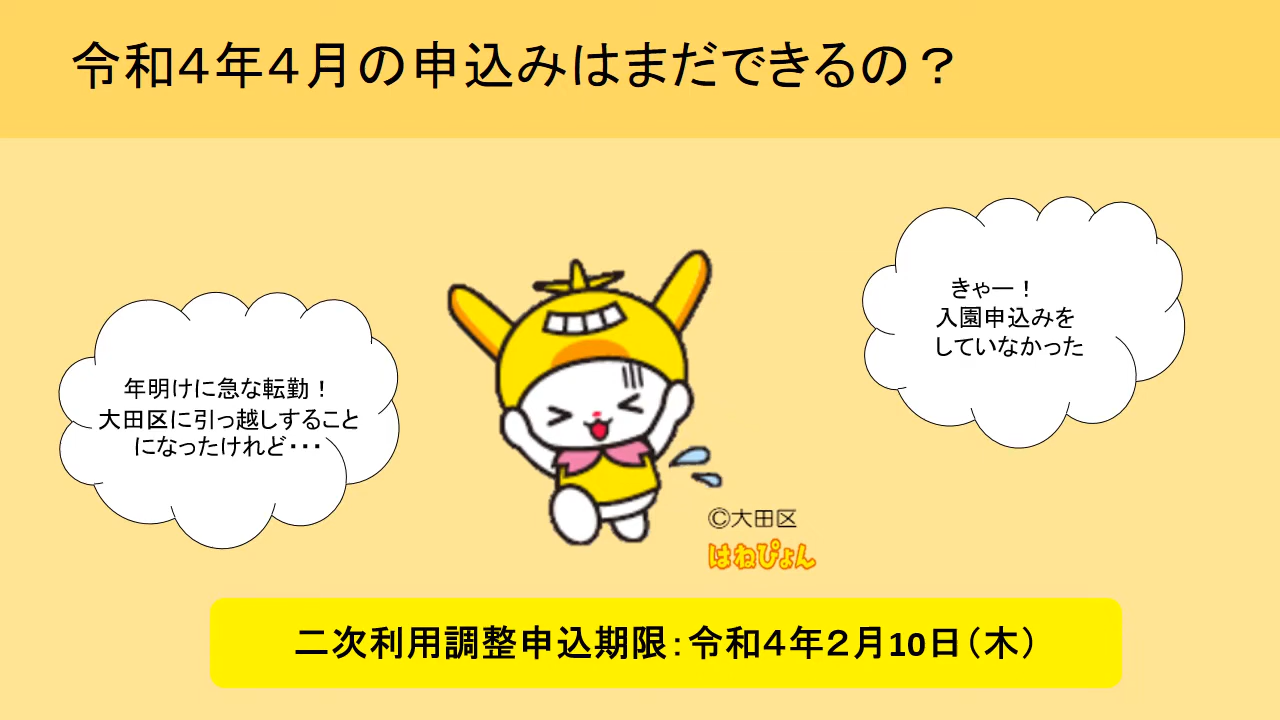 令和４年４月の申込みはまだできるの？
きゃー！
入園申込みを
していなかった
年明けに急な転勤！
大田区に引っ越しすること
になったけれど・・・
©大田区
はねぴょん
二次利用調整申込期限：令和４年２月10日（木）